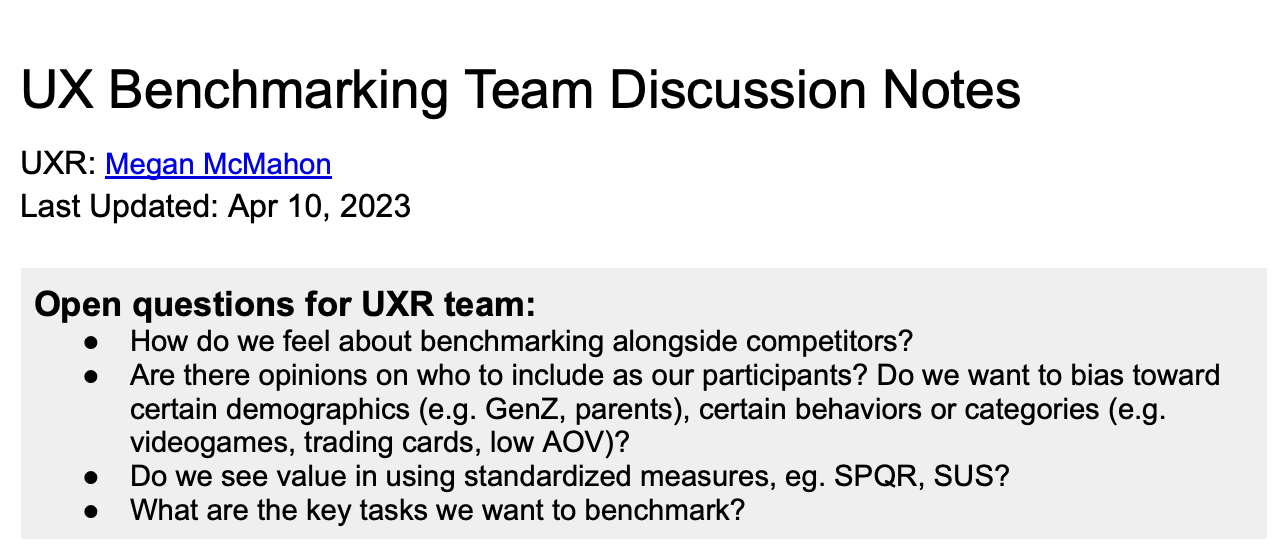 UX Benchmarking Team Discussion Notes
UXR: Megan McMahon
Last Updated: Apr 10, 2023
Open questions for UXR team:
● How do we feel about benchmarking alongside competitors?
● Are there opinions on who to include as our participants? Do we want to bias toward
certain demographics (e.g. GenZ, parents), certain behaviors or categories (e.g.
videogames, trading cards, low AOV)?
● Do we see value in using standardized measures, eg. SPQR, SUS?
● What are the key tasks we want to benchmark?